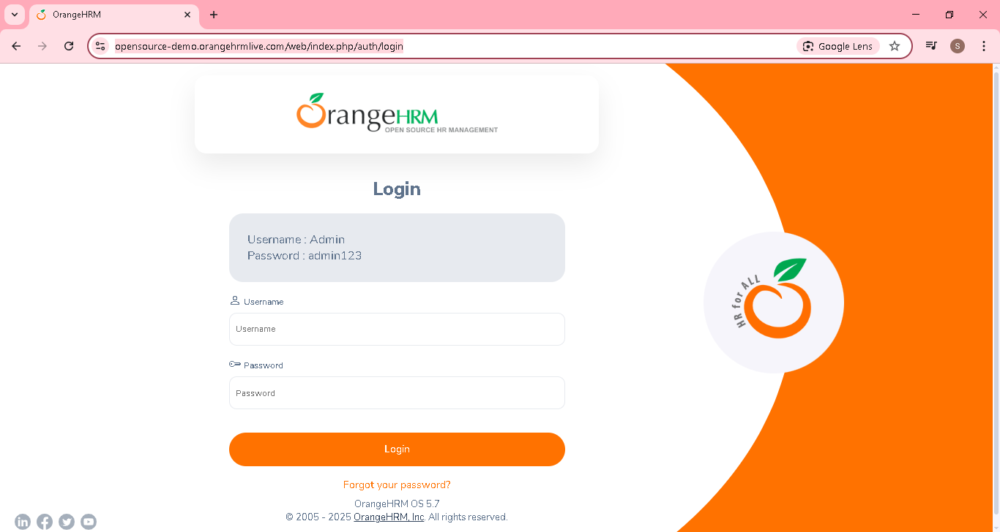 OrangeHRM
opensource-demo.orangehrmlive.com/web/index.php/auth/login
Google Lens
S
OrangeHRM
OPEN SOURCE HR MANAGEMENT
Login
Username : Admin
Password : admin123
Username
Username
Password
Password
Login
Forgot your password?
OrangeHRM OS 5.7
© 2005 - 2025 OrangeHRM, Inc. All rights reserved.
HR for ALL
in
f